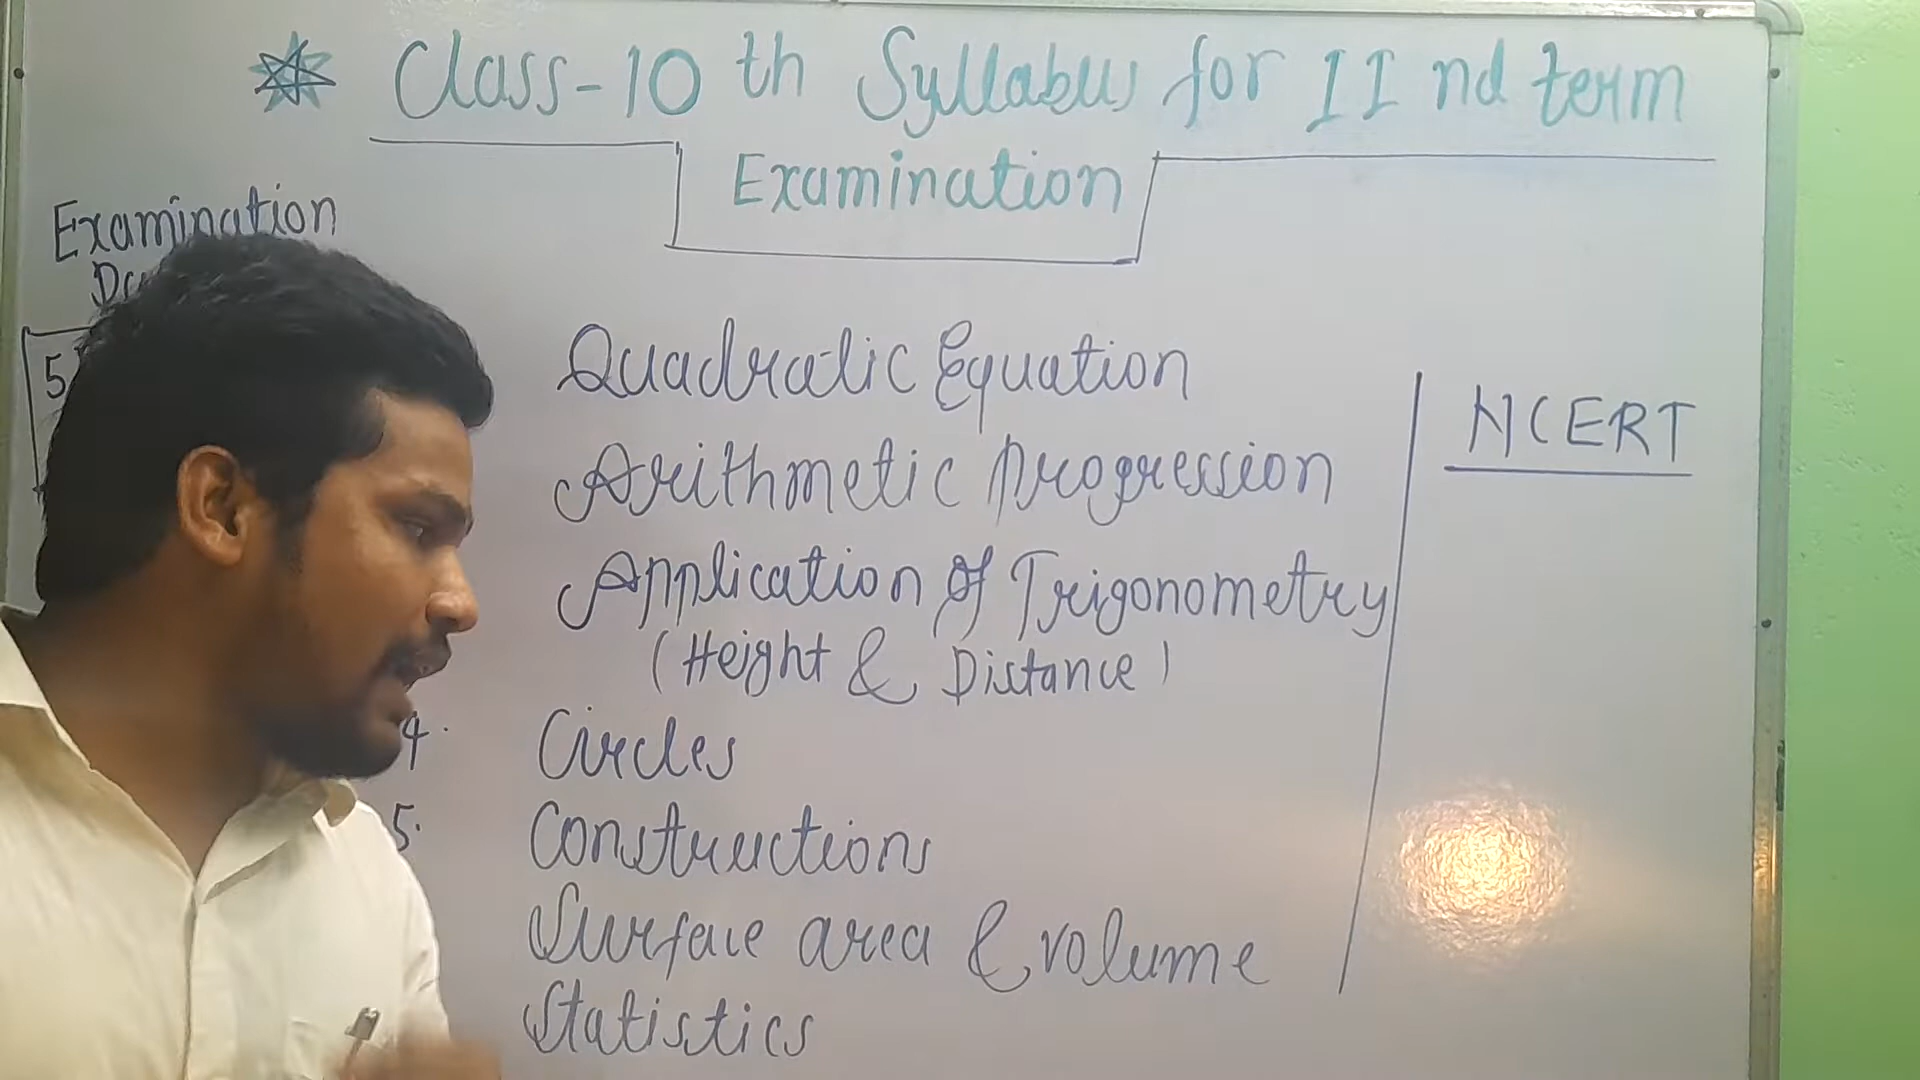 Class-10 th Syllabus for II nd term
Examination
Examination
5
Quadratic Equation
Arithmetic Progression
Application of Trigonometry
(Height & Distance)
4. Circles
5. Constructions
Surface area & volume
Statistics
NCERT